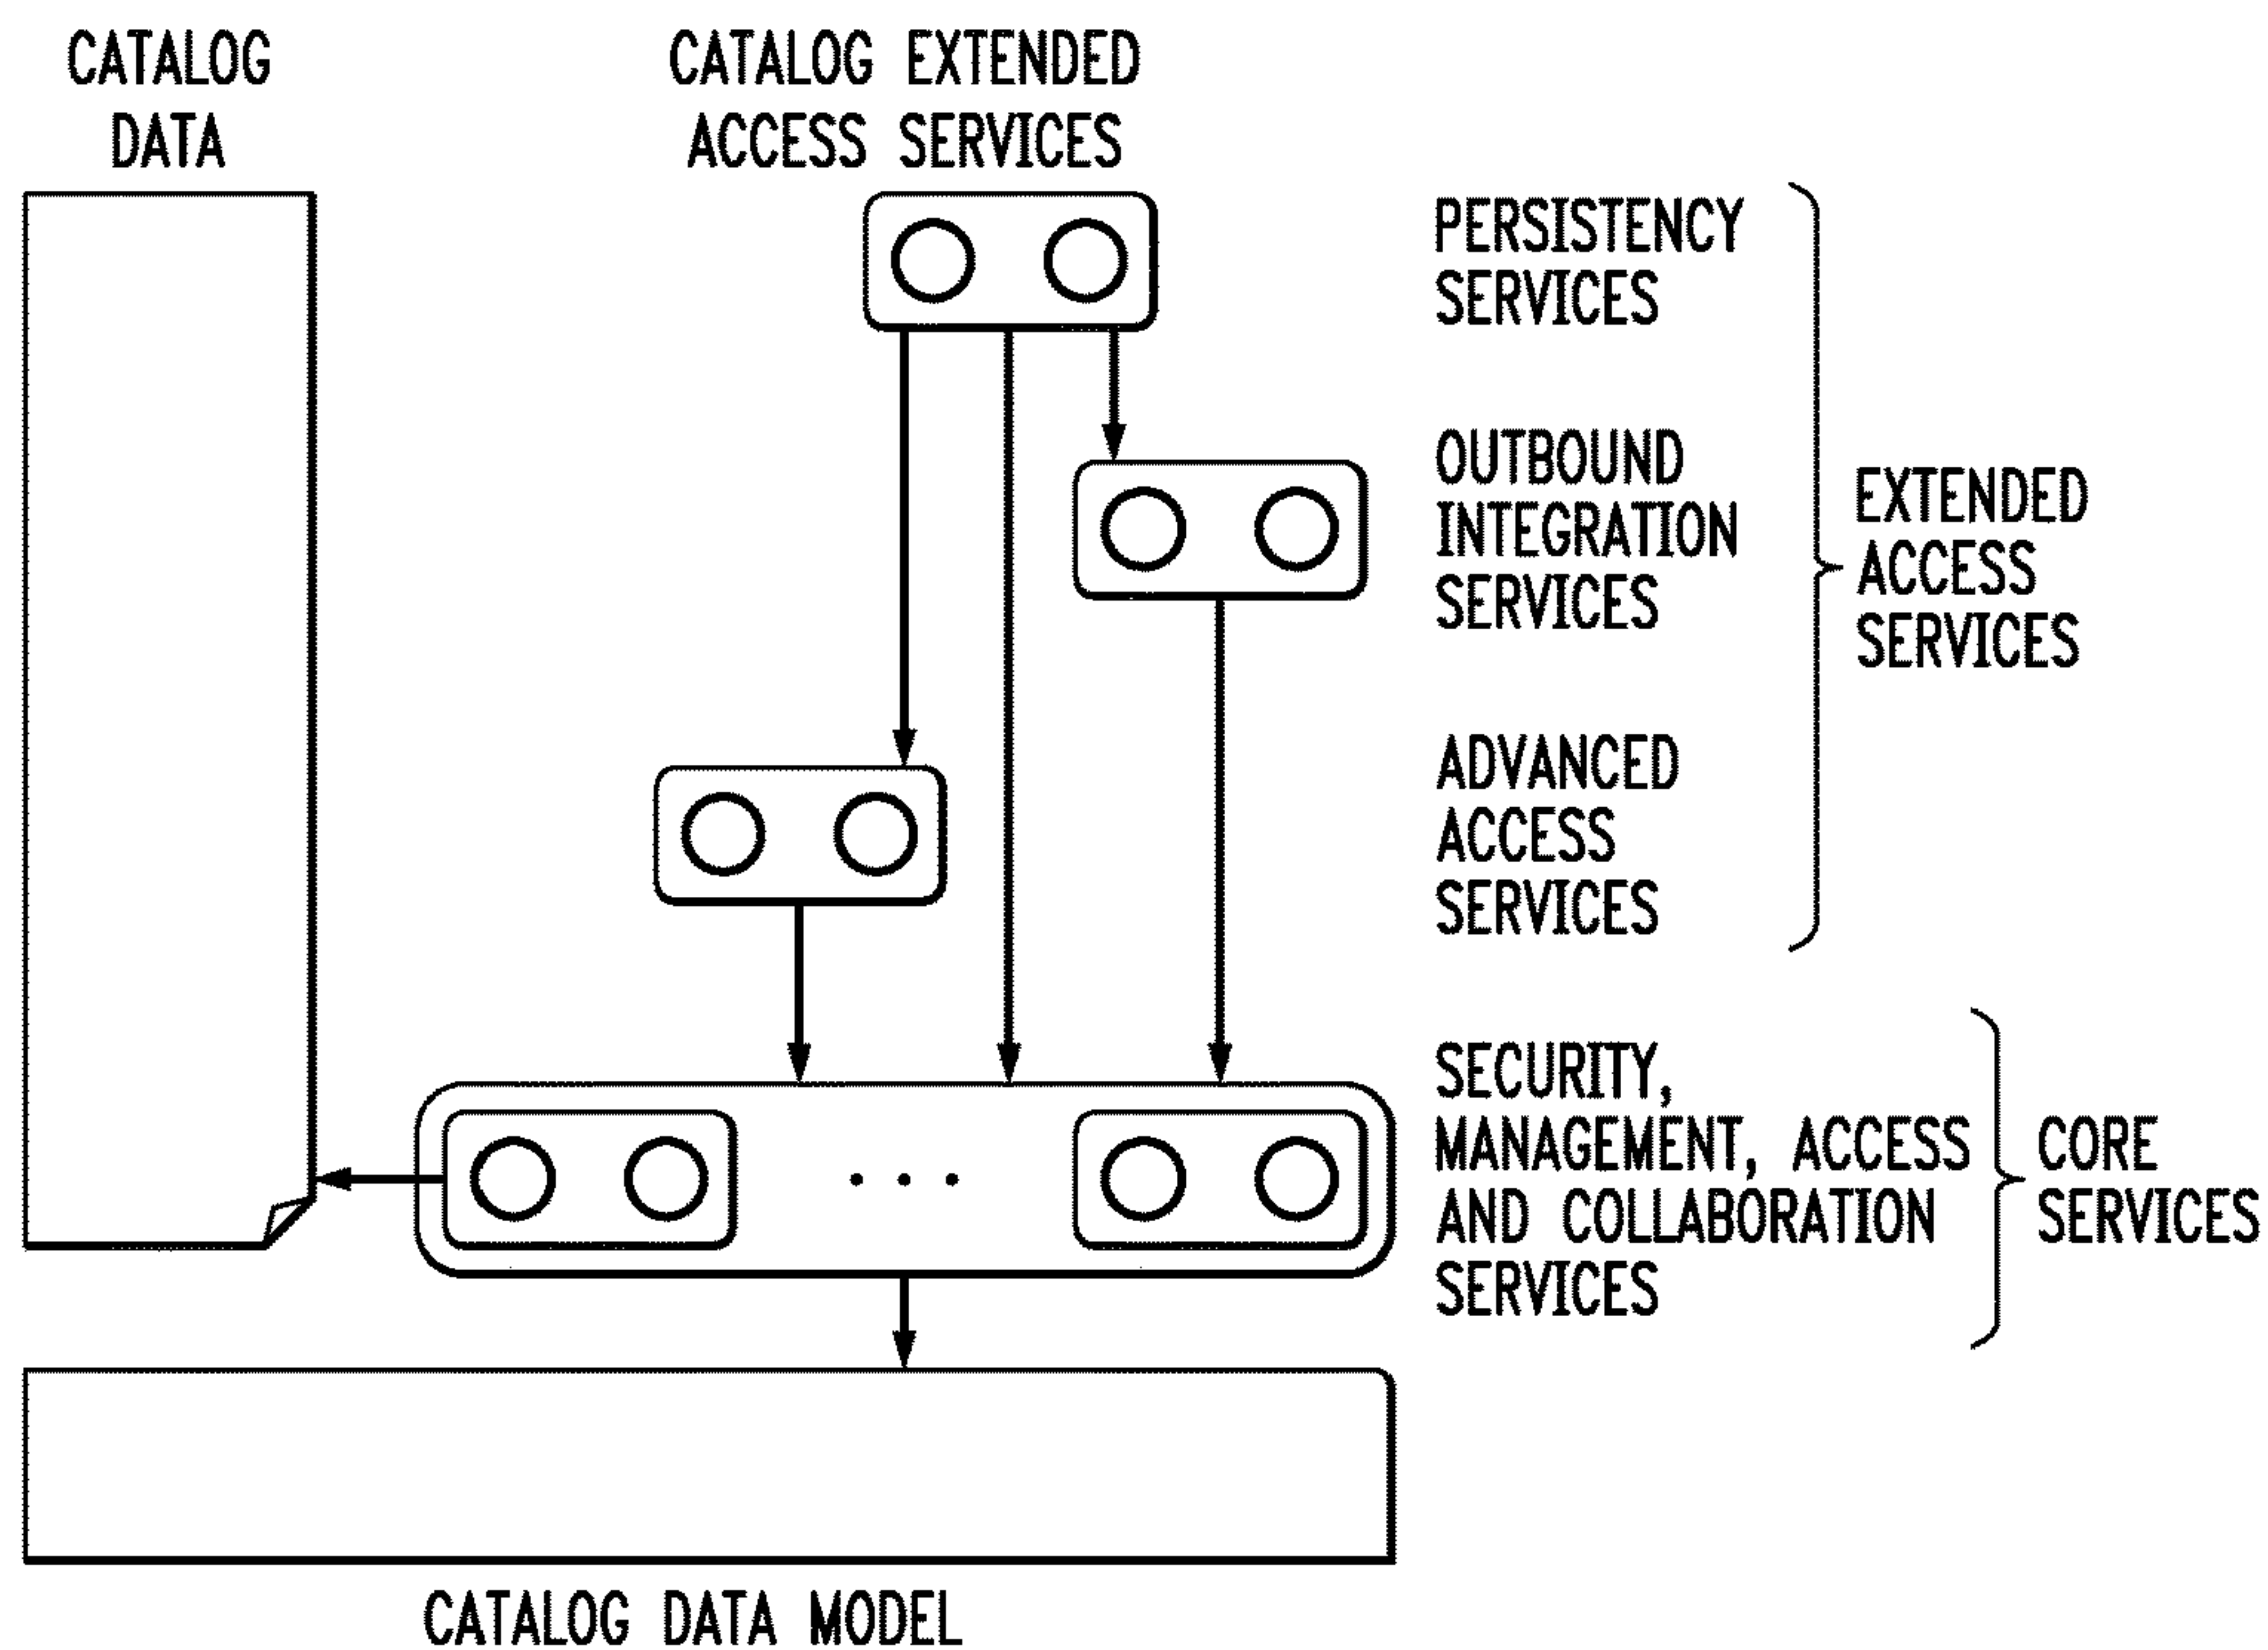 CATALOG
DATA
CATALOG EXTENDED
ACCESS SERVICES
PERSISTENCY
SERVICES
OUTBOUND
INTEGRATION
SERVICES
EXTENDED
ACCESS
SERVICES
ADVANCED
ACCESS
SERVICES
SECURITY,
MANAGEMENT, ACCESS
AND COLLABORATION
SERVICES
CORE
SERVICES
CATALOG DATA MODEL